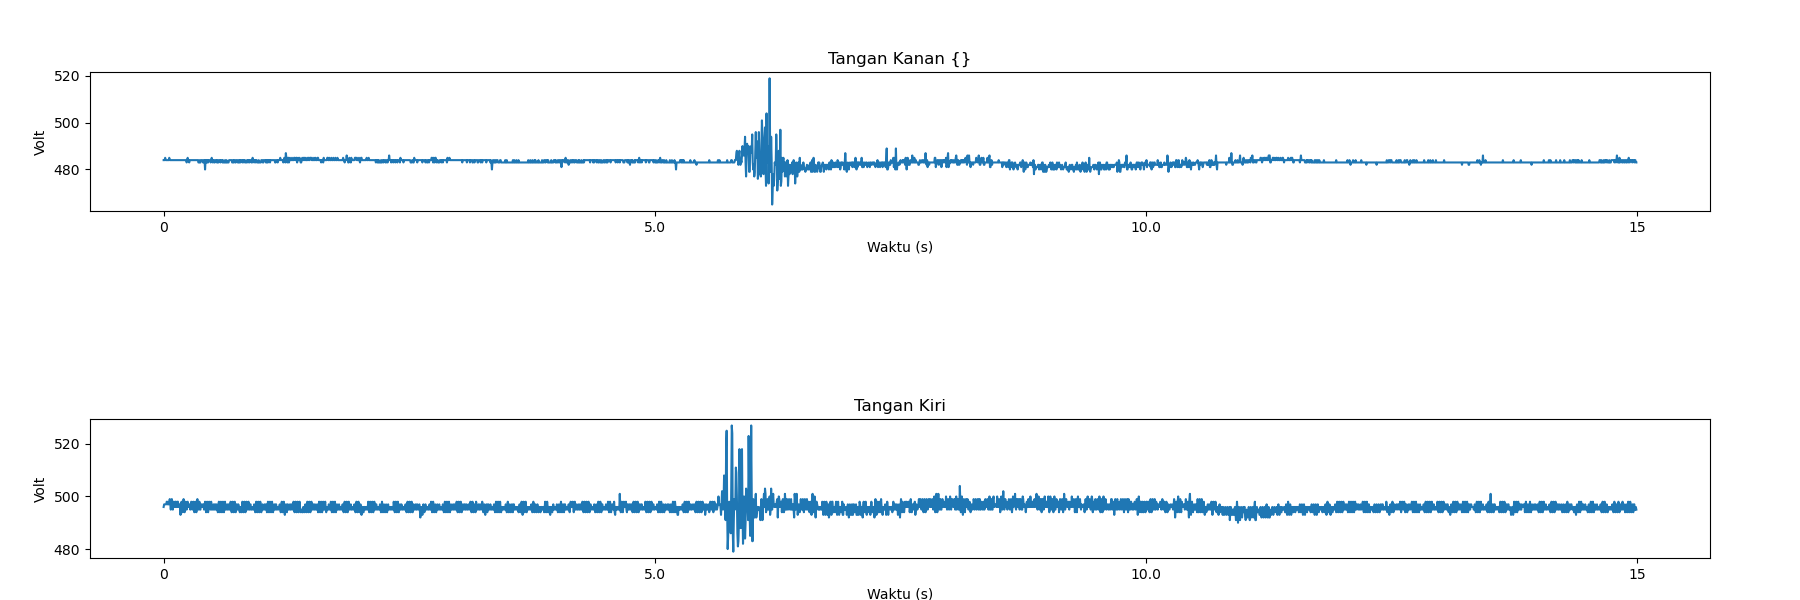 Tangan Kanan {}
520
500
480
Volt
0 5.0 10.0 15
Waktu (s)
Tangan Kiri
520
500
480
Volt
0 5.0 10.0 15
Waktu (s)